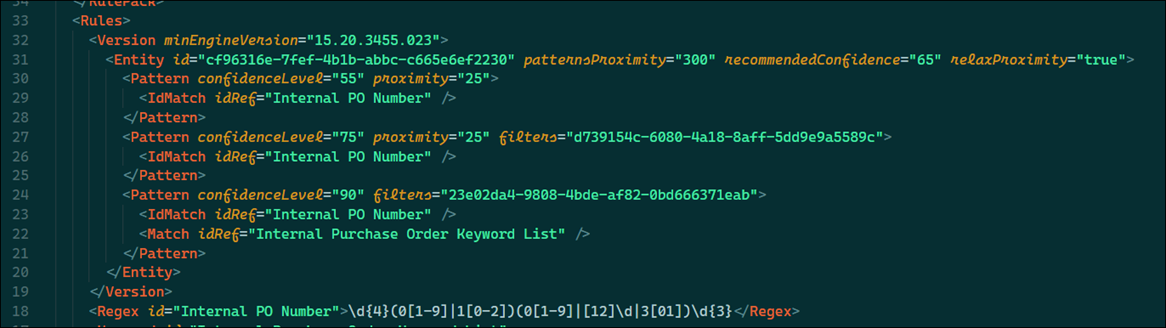 34 </RulePack>
33 <Rules>
32 <Version minEngineVersion="15.20.3455.023">
31 <Entity id="cf96316e-7fef-4b1b-abbc-c665e6ef2230" patternsProximity="300" recommendedConfidence="65" relaxProximity="true">
30 <Pattern confidenceLevel="55" proximity="25">
29 <IdMatch idRef="Internal PO Number" />
28 </Pattern>
27 <Pattern confidenceLevel="75" proximity="25" filters="d739154c-6080-4a18-8aff-5dd9e9a5589c">
26 <IdMatch idRef="Internal PO Number" />
25 </Pattern>
24 <Pattern confidenceLevel="90" filters="23e02da4-9808-4bde-af82-0bd666371eab">
23 <IdMatch idRef="Internal PO Number" />
22 <Match idRef="Internal Purchase Order Keyword List" />
21 </Pattern>
20 </Entity>
19 </Version>
18 <Regex id="Internal PO Number">\d{4}(0[1-9]|1[0-2])(0[1-9]|[12]\d|3[01])\d{3}</Regex>